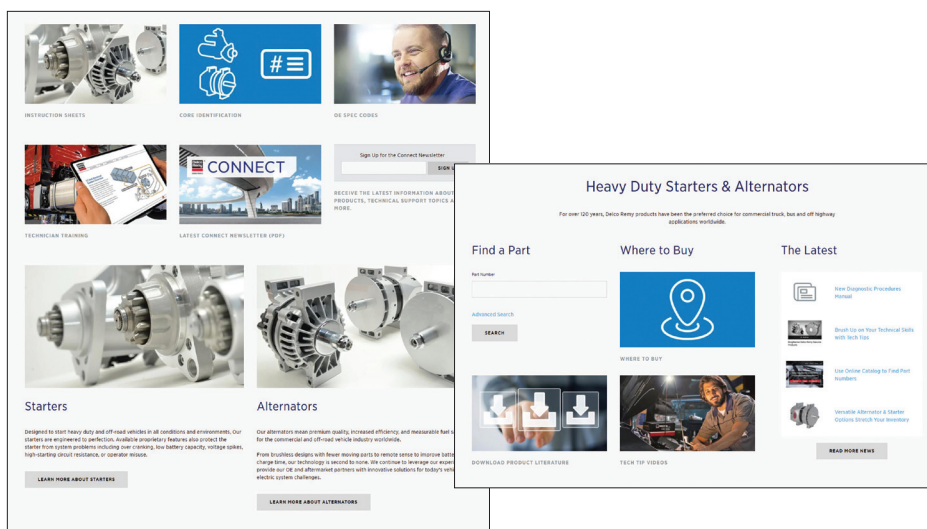 INSTRUCTION SHEETS
CORE IDENTIFICATION
OE SPEC CODES
CONNECT
Sign Up for the Connect Newsletter
SIGN
RECEIVE THE LATEST INFORMATION ABOUT
PRODUCTS, TECHNICAL SUPPORT TOPICS A
MORE.
TECHNICIAN TRAINING
LATEST CONNECT NEWSLETTER (PDF)
Starters
Designed to start heavy duty and off-road vehicles in all conditions and environments. Our
starters are engineered to perfection. Available proprietary features also protect the
starter from system problems including over cranking, low battery capacity, voltage spikes,
high-starting circuit resistance, or operator misuse.
LEARN MORE ABOUT STARTERS
Alternators
Our alternators mean premium quality, increased efficiency, and measurable fuel s
for the commercial and off-road vehicle industry worldwide.
From brushless designs with fewer moving parts to remote sense to improve batte
charge time, our technology is second to none. We continue to leverage our exper
provide our OE and aftermarket partners with innovative solutions for today's vehi
electric system challenges.
LEARN MORE ABOUT ALTERNATORS
Heavy Duty Starters & Alternators
For over 120 years, Delco Remy products have been the preferred choice for commercial truck, bus and off highway
applications worldwide.
Find a Part
Part Number
Advanced Search
SEARCH
Where to Buy
WHERE TO BUY
The Latest
New Diagnostic Procedures
Manual
Brush Up on Your Technical Skills
with Tech Tips
Use Online Catalog to Find Part
Numbers
Versatile Alternator & Starter
Options Stretch Your Inventory
READ MORE NEWS
DOWNLOAD PRODUCT LITERATURE
TECH TIP VIDEOS